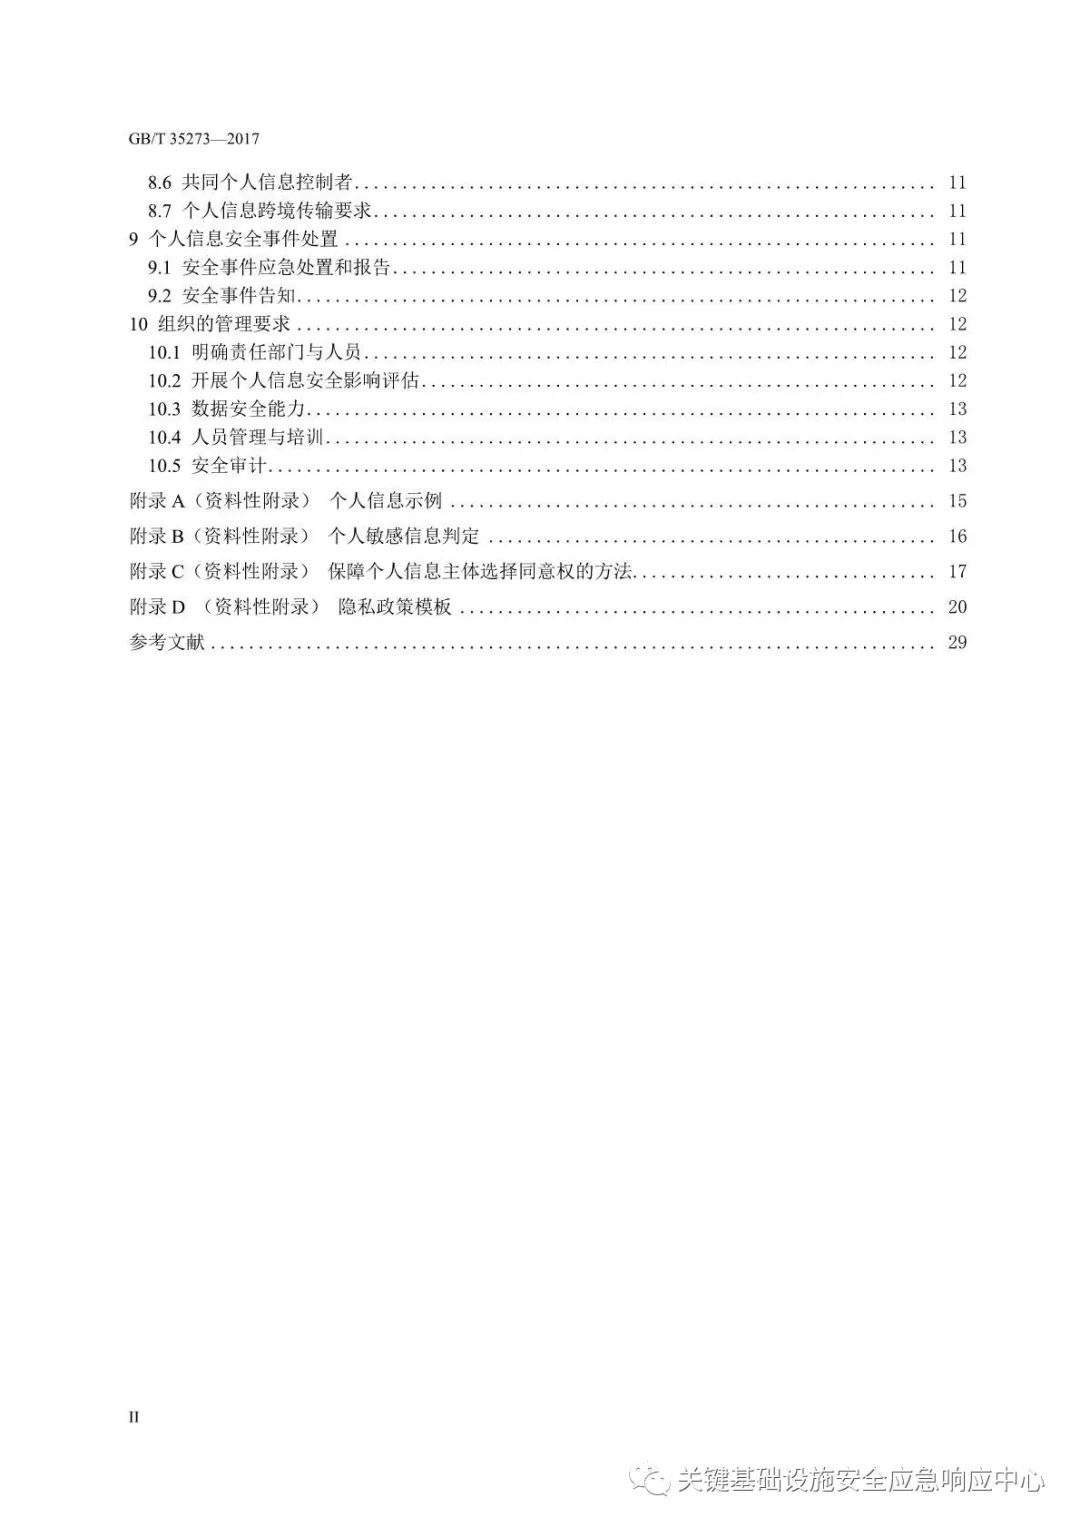 GB/T 35273—2017
8.6 共同个人信息控制者 11
8.7 个人信息跨境传输要求 11
9 个人信息安全事件处置 11
9.1 安全事件应急处置和报告 11
9.2 安全事件告知 12
10 组织的管理要求 12
10.1 明确责任部门与人员 12
10.2 开展个人信息安全影响评估 12
10.3 数据安全能力 13
10.4 人员管理与培训 13
10.5 安全审计 13
附录 A（资料性附录） 个人信息示例 15
附录 B（资料性附录） 个人敏感信息判定 16
附录 C（资料性附录） 保障个人信息主体选择同意权的方法 17
附录 D （资料性附录） 隐私政策模板 20
参考文献 29
II
关键基础设施安全应急响应中心